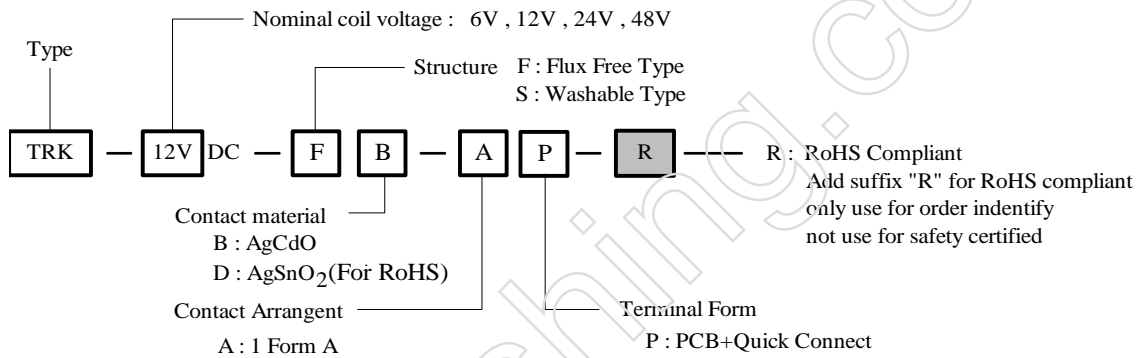 Nominal coil voltage : 6V , 12V , 24V , 48V
Type
Structure F : Flux Free Type
S : Washable Type
TRK — 12V DC — F B — A P — R — R : RoHS Compliant
Add suffix "R" for RoHS compliant
only use for order indentify
not use for safety certified
Contact material
B : AgCdO
D : AgSnO2(For RoHS)
Contact Arrangent
A : 1 Form A
Terminal Form
P : PCB+Quick Connect
shing.co